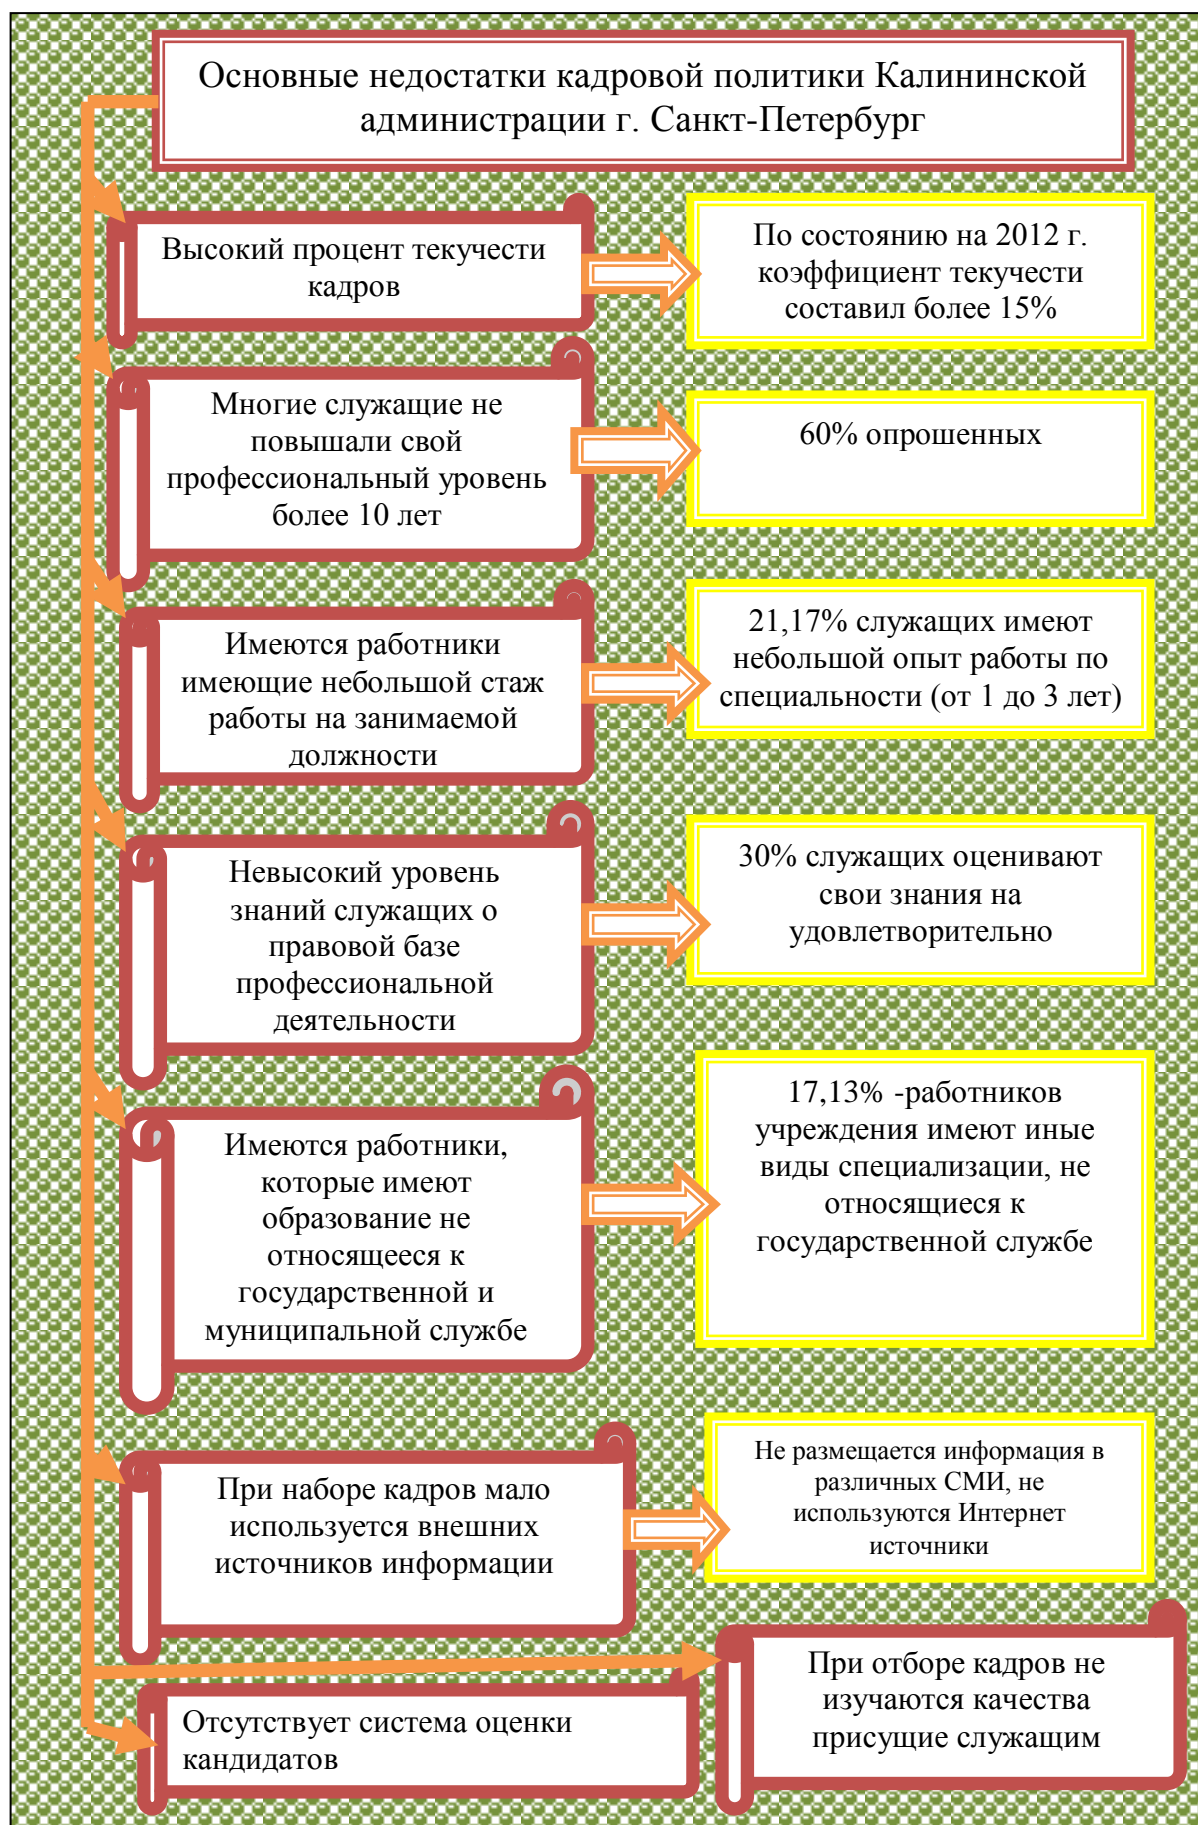 Основные недостатки кадровой политики Калининской
администрации г. Санкт-Петербург
Высокий процент текучести
кадров
По состоянию на 2012 г.
коэффициент текучести
составил более 15%
Многие служащие не
повышали свой
профессиональный уровень
более 10 лет
60% опрошенных
Имеются работники
имеющие небольшой стаж
работы на занимаемой
должности
21,17% служащих имеют
небольшой опыт работы по
специальности (от 1 до 3 лет)
Невысокий уровень
знаний служащих о
правовой базе
профессиональной
деятельности
30% служащих оценивают
свои знания на
удовлетворительно
Имеются работники,
которые имеют
образование не
относящееся к
государственной и
муниципальной службе
17,13% -работников
учреждения имеют иные
виды специализации, не
относящиеся к
государственной службе
При наборе кадров мало
используется внешних
источников информации
Не размещается информация в
различных СМИ, не
используются Интернет
источники
При отборе кадров не
изучаются качества
присущие служащим
Отсутствует система оценки
кандидатов